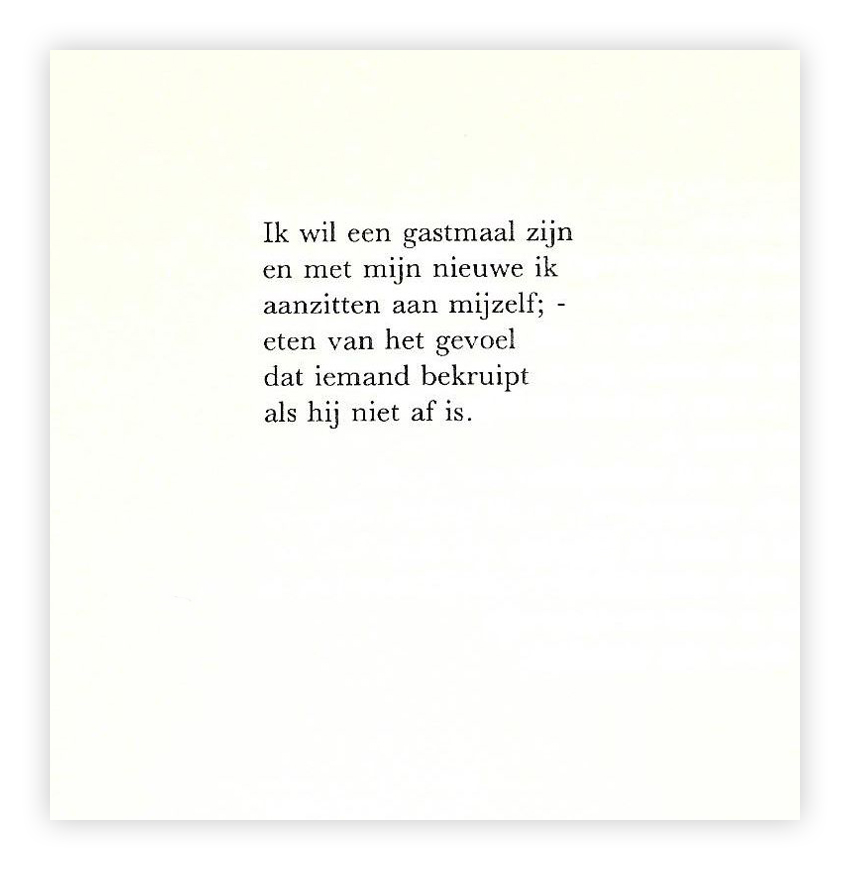 Ik wil een gastmaal zijn
en met mijn nieuwe ik
aanzitten aan mijzelf; -
eten van het gevoel
dat iemand bekruipt
als hij niet af is.